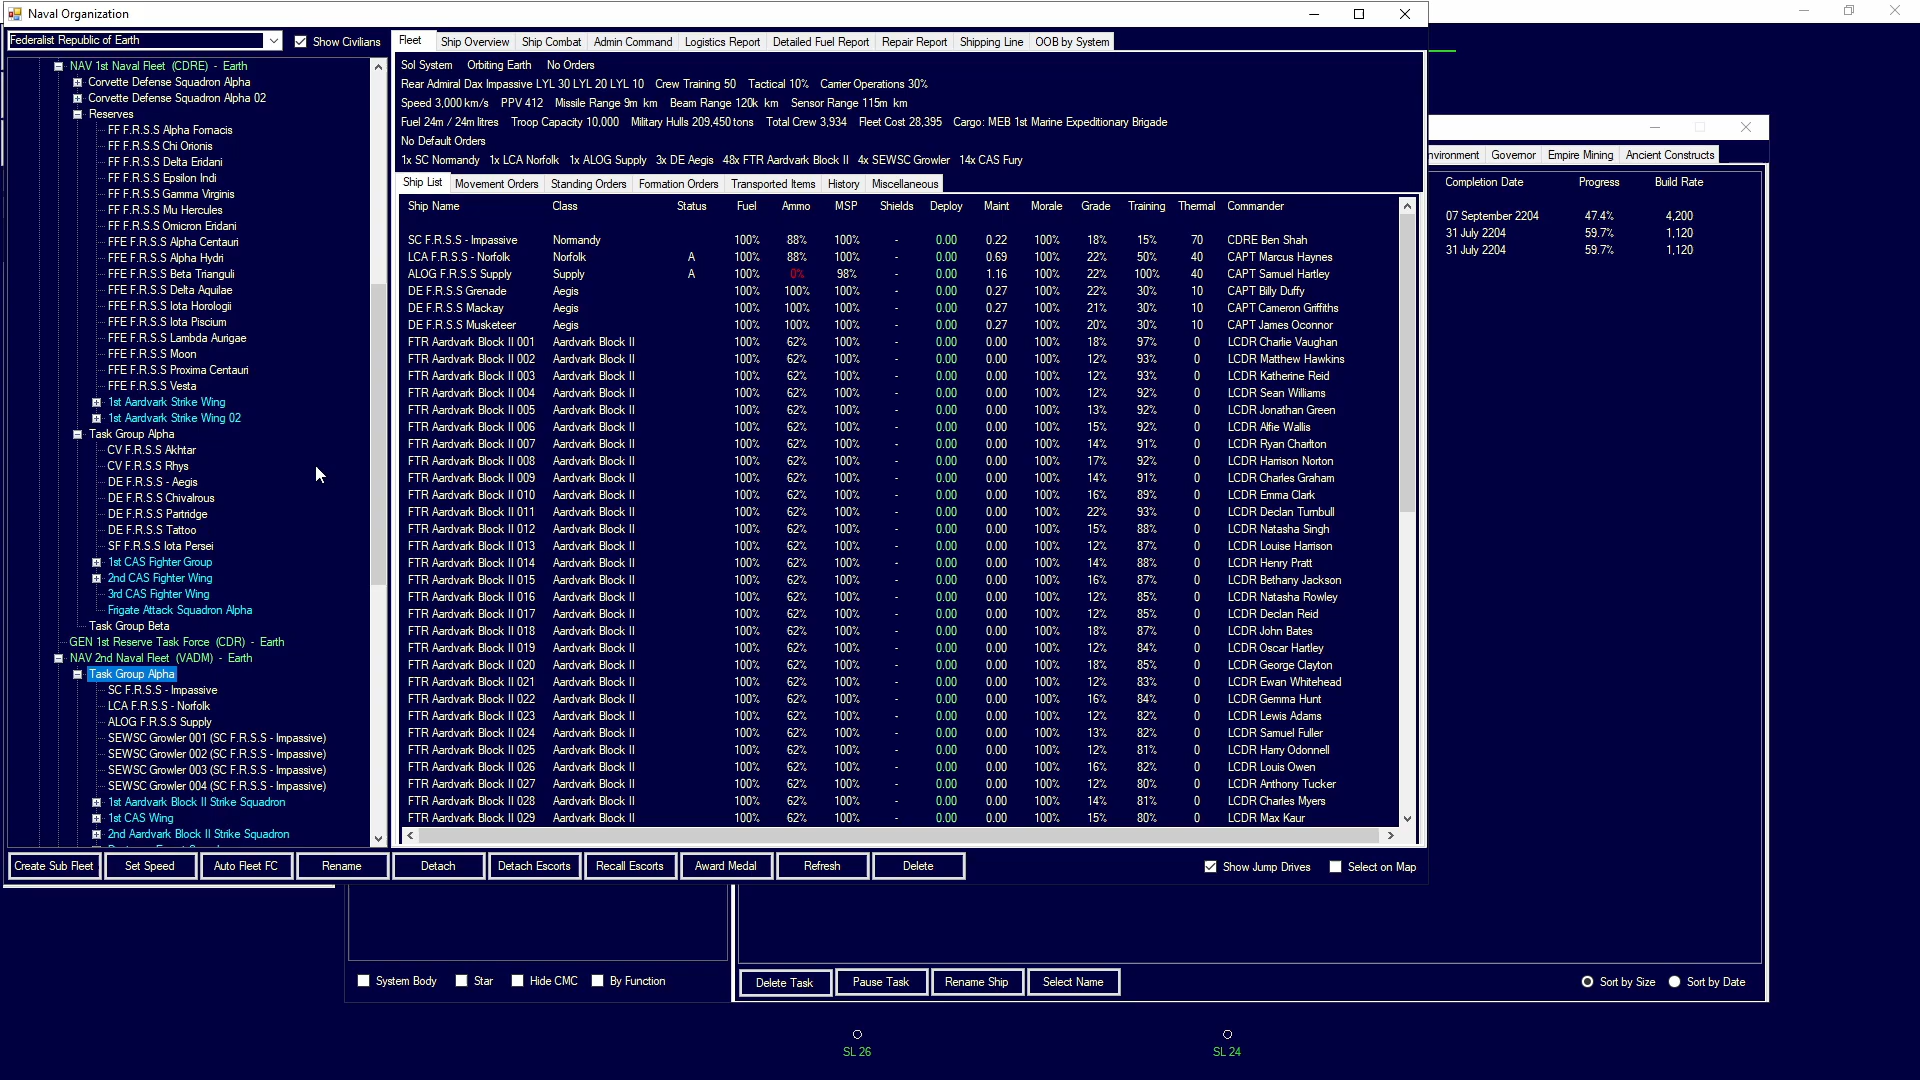 Naval Organization
Federalist Republic of Earth
Show Civilians
NAV 1st Naval Fleet (CDRE) - Earth
Corvette Defense Squadron Alpha
Corvette Defense Squadron Alpha 02
Reserves
FF F.R.S.S Alpha Fornacis
FF F.R.S.S Chi Orionis
FF F.R.S.S Delta Eridani
FF F.R.S.S Epsilon Indi
FF F.R.S.S Gamma Virginis
FF F.R.S.S Mu Hercules
FF F.R.S.S Omicron Eridani
FFE F.R.S.S Alpha Centauri
FFE F.R.S.S Alpha Hydri
FFE F.R.S.S Beta Trianguli
FFE F.R.S.S Delta Aquilae
FFE F.R.S.S Iota Horologii
FFE F.R.S.S Iota Piscium
FFE F.R.S.S Lambda Aurigae
FFE F.R.S.S Moon
FFE F.R.S.S Proxima Centauri
FFE F.R.S.S Vesta
1st Aardvark Strike Wing
1st Aardvark Strike Wing 02
Task Group Alpha
CV F.R.S.S Akhtar
CV F.R.S.S Rhys
DE F.R.S.S - Aegis
DE F.R.S.S Chivalrous
DE F.R.S.S Partridge
DE F.R.S.S Tattoo
SF F.R.S.S Iota Persei
1st CAS Fighter Group
2nd CAS Fighter Wing
3rd CAS Fighter Wing
Frigate Attack Squadron Alpha
Task Group Beta
GEN 1st Reserve Task Force (CDR) - Earth
NAV 2nd Naval Fleet (VADM) - Earth
Task Group Alpha
SC F.R.S.S - Impassive
LCA F.R.S.S - Norfolk
ALOG F.R.S.S Supply
SEWSC Growler 001 (SC F.R.S.S - Impassive)
SEWSC Growler 002 (SC F.R.S.S - Impassive)
SEWSC Growler 003 (SC F.R.S.S - Impassive)
SEWSC Growler 004 (SC F.R.S.S - Impassive)
1st Aardvark Block II Strike Squadron
1st CAS Wing
2nd Aardvark Block II Strike Squadron
Fleet Ship Overview Ship Combat Admin Command Logistics Report Detailed Fuel Report Repair Report Shipping Line OOB by System
Sol System Orbiting Earth No Orders
Rear Admiral Dax Impassive LYL 30 LYL 20 LYL 10 Crew Training 50 Tactical 10% Carrier Operations 30%
Speed 3,000 km/s PPV 412 Missile Range 9m km Beam Range 120k km Sensor Range 115m km
Fuel 24m / 24m litres Troop Capacity 10,000 Military Hulls 209,450 tons Total Crew 3,934 Fleet Cost 28,395 Cargo: MEB 1st Marine Expeditionary Brigade
No Default Orders
1x SC Normandy 1x LCA Norfolk 1x ALOG Supply 3x DE Aegis 48x FTR Aardvark Block II 4x SEWSC Growler 14x CAS Fury
Ship List Movement Orders Standing Orders Formation Orders Transported Items History Miscellaneous
Ship Name Class Status Fuel Ammo MSP Shields Deploy Maint Morale Grade Training Thermal Commander
SC F.R.S.S - Impassive Normandy 100% 88% 100% - 0.00 0.22 100% 18% 15% 70 CDRE Ben Shah
LCA F.R.S.S - Norfolk Norfolk A 100% 88% 100% - 0.00 0.69 100% 22% 50% 40 CAPT Marcus Haynes
ALOG F.R.S.S Supply Supply A 100% 0% 98% - 0.00 1.16 100% 22% 100% 40 CAPT Samuel Hartley
DE F.R.S.S Grenade Aegis 100% 100% 100% - 0.00 0.27 100% 22% 30% 10 CAPT Billy Duffy
DE F.R.S.S Mackay Aegis 100% 100% 100% - 0.00 0.27 100% 21% 30% 10 CAPT Cameron Griffiths
DE F.R.S.S Musketeer Aegis 100% 100% 100% - 0.00 0.27 100% 20% 30% 10 CAPT James Oconnor
FTR Aardvark Block II 001 Aardvark Block II 100% 62% 100% - 0.00 0.00 100% 18% 97% 0 LCDR Charlie Vaughan
FTR Aardvark Block II 002 Aardvark Block II 100% 62% 100% - 0.00 0.00 100% 12% 93% 0 LCDR Matthew Hawkins
FTR Aardvark Block II 003 Aardvark Block II 100% 62% 100% - 0.00 0.00 100% 12% 93% 0 LCDR Katherine Reid
FTR Aardvark Block II 004 Aardvark Block II 100% 62% 100% - 0.00 0.00 100% 12% 92% 0 LCDR Sean Williams
FTR Aardvark Block II 005 Aardvark Block II 100% 62% 100% - 0.00 0.00 100% 13% 92% 0 LCDR Jonathan Green
FTR Aardvark Block II 006 Aardvark Block II 100% 62% 100% - 0.00 0.00 100% 15% 92% 0 LCDR Alfie Wallis
FTR Aardvark Block II 007 Aardvark Block II 100% 62% 100% - 0.00 0.00 100% 14% 91% 0 LCDR Ryan Charlton
FTR Aardvark Block II 008 Aardvark Block II 100% 62% 100% - 0.00 0.00 100% 17% 92% 0 LCDR Harrison Norton
FTR Aardvark Block II 009 Aardvark Block II 100% 62% 100% - 0.00 0.00 100% 14% 91% 0 LCDR Charles Graham
FTR Aardvark Block II 010 Aardvark Block II 100% 62% 100% - 0.00 0.00 100% 16% 89% 0 LCDR Emma Clark
FTR Aardvark Block II 011 Aardvark Block II 100% 62% 100% - 0.00 0.00 100% 22% 93% 0 LCDR Declan Turnbull
FTR Aardvark Block II 012 Aardvark Block II 100% 62% 100% - 0.00 0.00 100% 15% 88% 0 LCDR Natasha Singh
FTR Aardvark Block II 013 Aardvark Block II 100% 62% 100% - 0.00 0.00 100% 12% 87% 0 LCDR Louise Harrison
FTR Aardvark Block II 014 Aardvark Block II 100% 62% 100% - 0.00 0.00 100% 14% 88% 0 LCDR Henry Pratt
FTR Aardvark Block II 015 Aardvark Block II 100% 62% 100% - 0.00 0.00 100% 16% 87% 0 LCDR Bethany Jackson
FTR Aardvark Block II 016 Aardvark Block II 100% 62% 100% - 0.00 0.00 100% 12% 85% 0 LCDR Natasha Rowley
FTR Aardvark Block II 017 Aardvark Block II 100% 62% 100% - 0.00 0.00 100% 12% 85% 0 LCDR Declan Reid
FTR Aardvark Block II 018 Aardvark Block II 100% 62% 100% - 0.00 0.00 100% 18% 87% 0 LCDR John Bates
FTR Aardvark Block II 019 Aardvark Block II 100% 62% 100% - 0.00 0.00 100% 12% 84% 0 LCDR Oscar Hartley
FTR Aardvark Block II 020 Aardvark Block II 100% 62% 100% - 0.00 0.00 100% 18% 85% 0 LCDR George Clayton
FTR Aardvark Block II 021 Aardvark Block II 100% 62% 100% - 0.00 0.00 100% 12% 83% 0 LCDR Ewan Whitehead
FTR Aardvark Block II 022 Aardvark Block II 100% 62% 100% - 0.00 0.00 100% 16% 84% 0 LCDR Gemma Hunt
FTR Aardvark Block II 023 Aardvark Block II 100% 62% 100% - 0.00 0.00 100% 12% 82% 0 LCDR Lewis Adams
FTR Aardvark Block II 024 Aardvark Block II 100% 62% 100% - 0.00 0.00 100% 13% 82% 0 LCDR Samuel Fuller
FTR Aardvark Block II 025 Aardvark Block II 100% 62% 100% - 0.00 0.00 100% 12% 81% 0 LCDR Harry Odonnell
FTR Aardvark Block II 026 Aardvark Block II 100% 62% 100% - 0.00 0.00 100% 16% 82% 0 LCDR Louis Owen
FTR Aardvark Block II 027 Aardvark Block II 100% 62% 100% - 0.00 0.00 100% 12% 80% 0 LCDR Anthony Tucker
FTR Aardvark Block II 028 Aardvark Block II 100% 62% 100% - 0.00 0.00 100% 14% 81% 0 LCDR Charles Myers
FTR Aardvark Block II 029 Aardvark Block II 100% 62% 100% - 0.00 0.00 100% 15% 80% 0 LCDR Max Kaur
Create Sub Fleet Set Speed Auto Fleet FC Rename Detach Detach Escorts Recall Escorts Award Medal Refresh Delete
Show Jump Drives Select on Map
nvironment Governor Empire Mining Ancient Constructs
Completion Date Progress Build Rate
07 September 2204 47.4% 4,200
31 July 2204 59.7% 1,120
31 July 2204 59.7% 1,120
System Body Star Hide CMC By Function
Delete Task Pause Task Rename Ship Select Name
Sort by Size Sort by Date
SL 26
SL 24